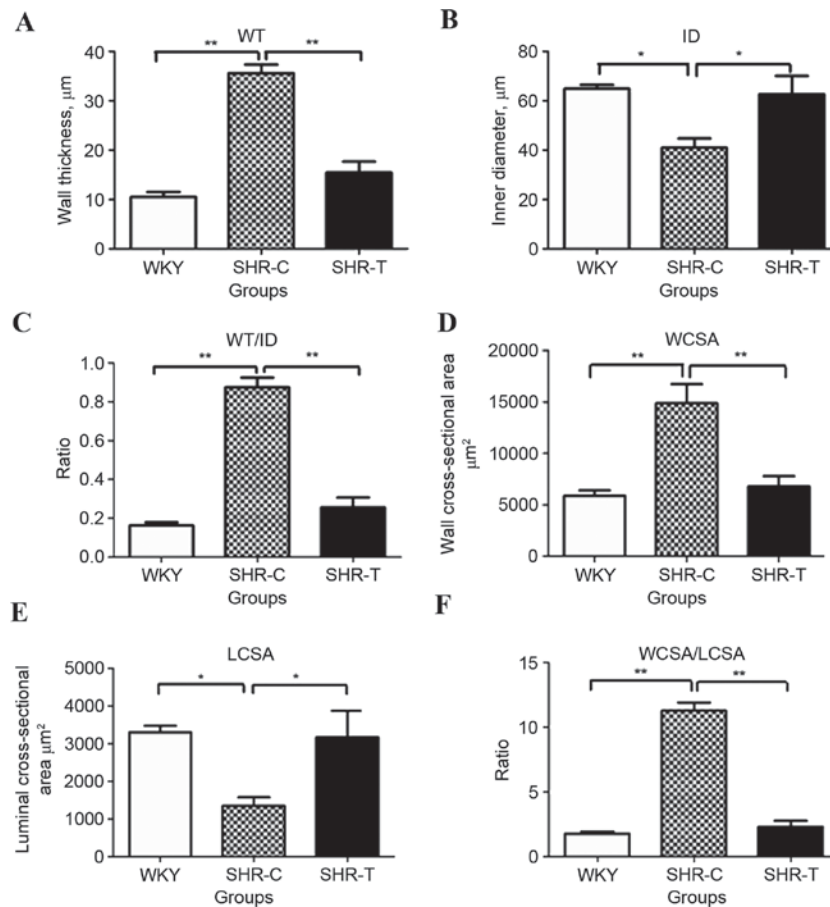 A
WT
**
**
Wall thickness, μm
40
30
20
10
0
WKY
SHR-C
SHR-T
Groups
B
ID
*
*
Inner diameter, μm
80
60
40
20
0
WKY
SHR-C
SHR-T
Groups
C
WT/ID
**
**
Ratio
1.0
0.8
0.6
0.4
0.2
0.0
WKY
SHR-C
SHR-T
Groups
D
WCSA
**
**
Wall cross-sectional area
μm²
20000
15000
10000
5000
0
WKY
SHR-C
SHR-T
Groups
E
LCSA
*
*
Luminal cross-sectional
area μm²
5000
4000
3000
2000
1000
0
WKY
SHR-C
SHR-T
Groups
F
WCSA/LCSA
**
**
Ratio
15
10
5
0
WKY
SHR-C
SHR-T
Groups